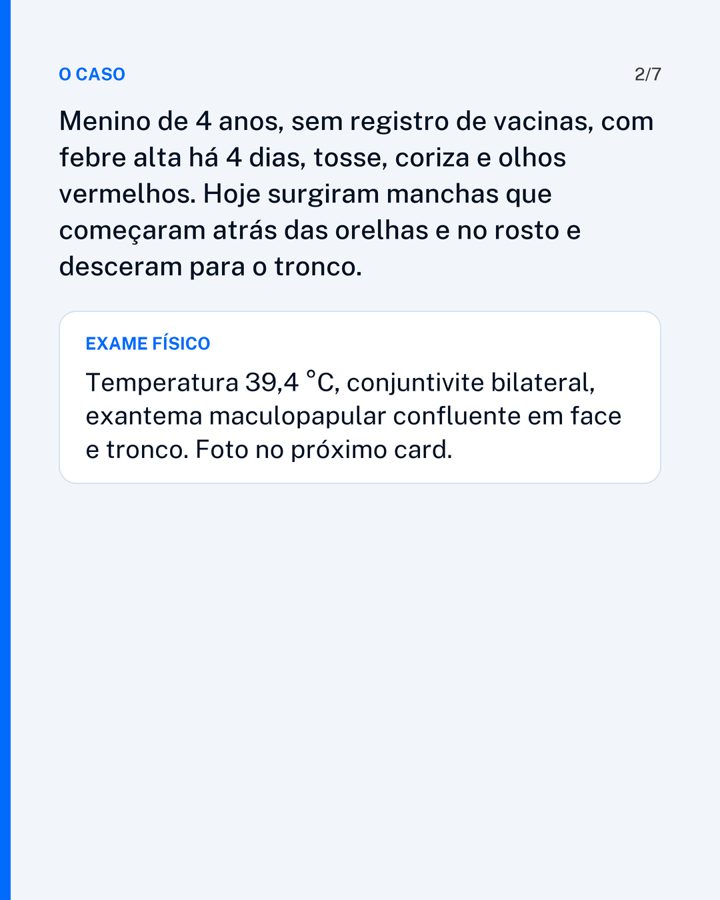 O CASO
2/7
Menino de 4 anos, sem registro de vacinas, com
febre alta há 4 dias, tosse, coriza e olhos
vermelhos. Hoje surgiram manchas que
começaram atrás das orelhas e no rosto e
desceram para o tronco.
EXAME FÍSICO
Temperatura 39,4 °C, conjuntivite bilateral,
exantema maculopapular confluente em face
e tronco. Foto no próximo card.